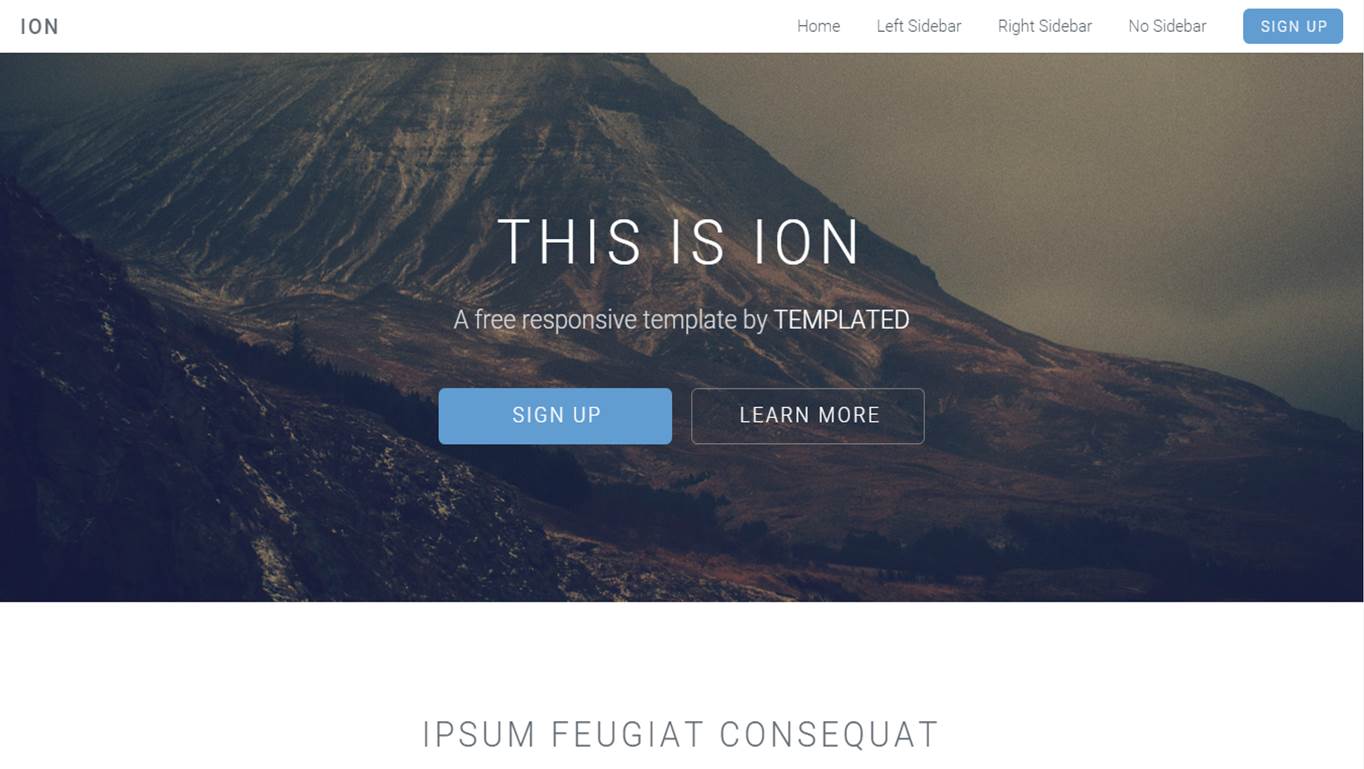 ION
Home Left Sidebar Right Sidebar No Sidebar SIGN UP
THIS IS ION
A free responsive template by TEMPLATED
SIGN UP LEARN MORE
IPSUM FEUGIAT CONSEQUAT